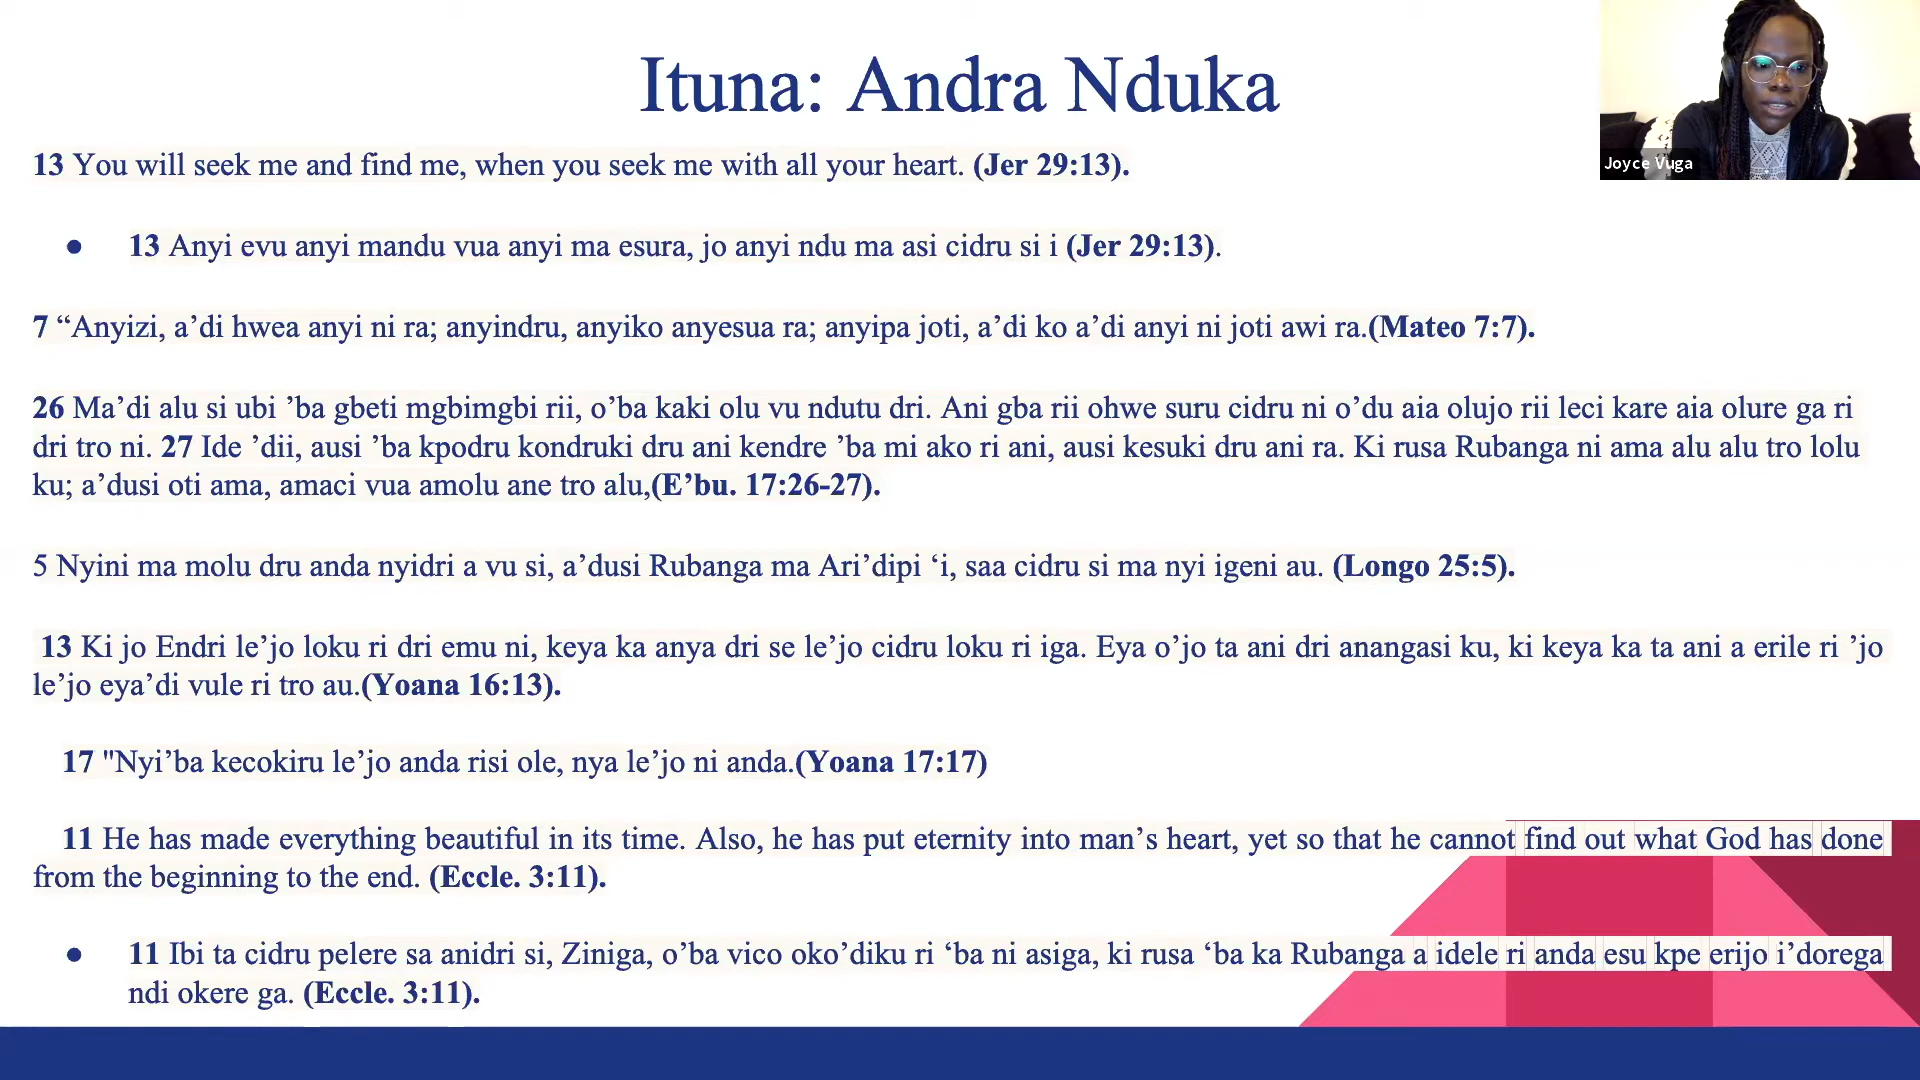 Ituna: Andra Nduka
Joyce Vuga
13 You will seek me and find me, when you seek me with all your heart. (Jer 29:13).
● 13 Anyi evu anyi mandu vua anyi ma esura, jo anyi ndu ma asi cidru si i (Jer 29:13).
7 “Anyizi, a’di hwea anyi ni ra; anyindru, anyiko anyesua ra; anyipa joti, a’di ko a’di anyi ni joti awi ra.(Mateo 7:7).
26 Ma’di alu si ubi ’ba gbeti mgbimgbi rii, o’ba kaki olu vu ndutu dri. Ani gba rii ohwe suru cidru ni o’du aia olujo rii leci kare aia olure ga ri
dri tro ni. 27 Ide ’dii, ausi ’ba kpodru kondruki dru ani kendre ’ba mi ako ri ani, ausi kesuki dru ani ra. Ki rusa Rubanga ni ama alu alu tro lolu
ku; a’dusi oti ama, amaci vua amolu ane tro alu,(E’bu. 17:26-27).
5 Nyini ma molu dru anda nyidri a vu si, a’dusi Rubanga ma Ari’dipi ‘i, saa cidru si ma nyi igeni au. (Longo 25:5).
13 Ki jo Endri le’jo loku ri dri emu ni, keya ka anya dri se le’jo cidru loku ri iga. Eya o’jo ta ani dri anangasi ku, ki keya ka ta ani a erile ri ’jo
le’jo eya’di vule ri tro au.(Yoana 16:13).
17 "Nyi’ba kecokiru le’jo anda risi ole, nya le’jo ni anda.(Yoana 17:17)
11 He has made everything beautiful in its time. Also, he has put eternity into man’s heart, yet so that he cannot find out what God has done
from the beginning to the end. (Eccle. 3:11).
● 11 Ibi ta cidru pelere sa anidri si, Ziniga, o’ba vico oko’diku ri ‘ba ni asiga, ki rusa ‘ba ka Rubanga a idele ri anda esu kpe erijo i’dorega
ndi okere ga. (Eccle. 3:11).